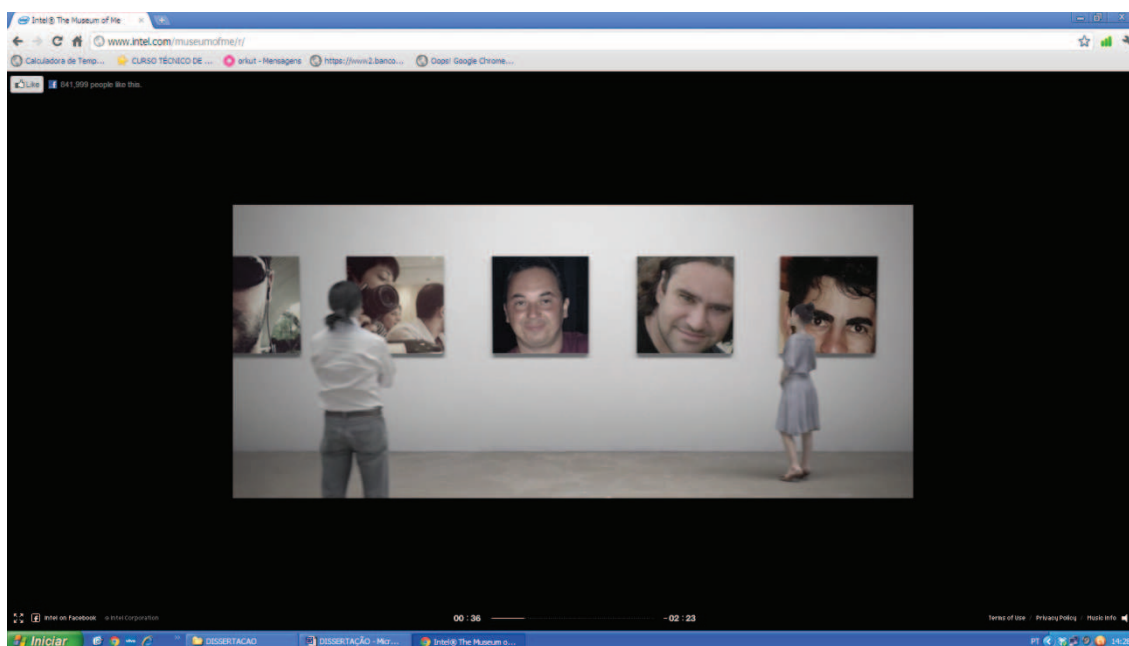 Intel® The Museum of Me
www.intel.com/museumofme/r/
Calculadora de Temp... CURSO TÉCNICO DE ... orkut - Mensagens https://www2.banco... Oops! Google Chrome...
Like 841,999 people like this.
Intel on Facebook © Intel Corporation 00 : 36 -02 : 23 Terms of Use / Privacy Policy / Music Info
Iniciar DISSERTACAO DISSERTAÇÃO - Micr... Intel® The Museum o... PT 14:28